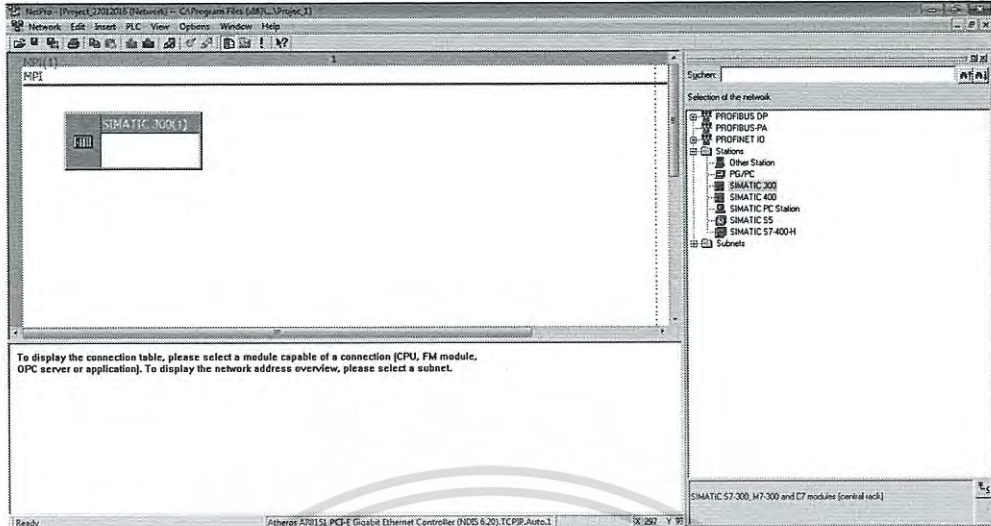 NetPro - [Project_27012016 (Network) -- C:\Program Files (x86)\...\Projec_1]
Network Edit Insert PLC View Options Window Help
MPI(1)
MPI
SIMATIC 300(1)
To display the connection table, please select a module capable of a connection (CPU, FM module,
OPC server or application). To display the network address overview, please select a subnet.
Suchen:
Selection of the network
PROFIBUS DP
PROFIBUS-PA
PROFINET IO
Stations
Other Station
PG/PC
SIMATIC 300
SIMATIC 400
SIMATIC PC Station
SIMATIC S5
SIMATIC S7-400-H
Subnets
SIMATIC S7-300, M7-300 and C7 modules (central rack)
Ready
Atheros AR8151 PCI-E Gigabit Ethernet Controller (NDIS 6.20).TCPIP.Auto.1
X 297 Y